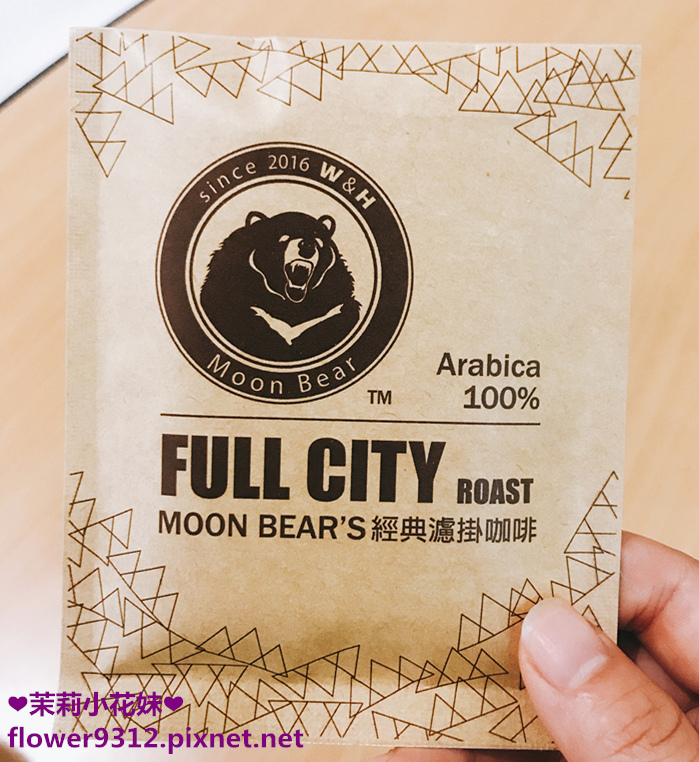 since 2016 W&H
Moon Bear
TM
Arabica
100%
FULL CITY ROAST
MOON BEAR'S 經典濾掛咖啡
❤茉莉小花妹❤
flower9312.pixnet.net